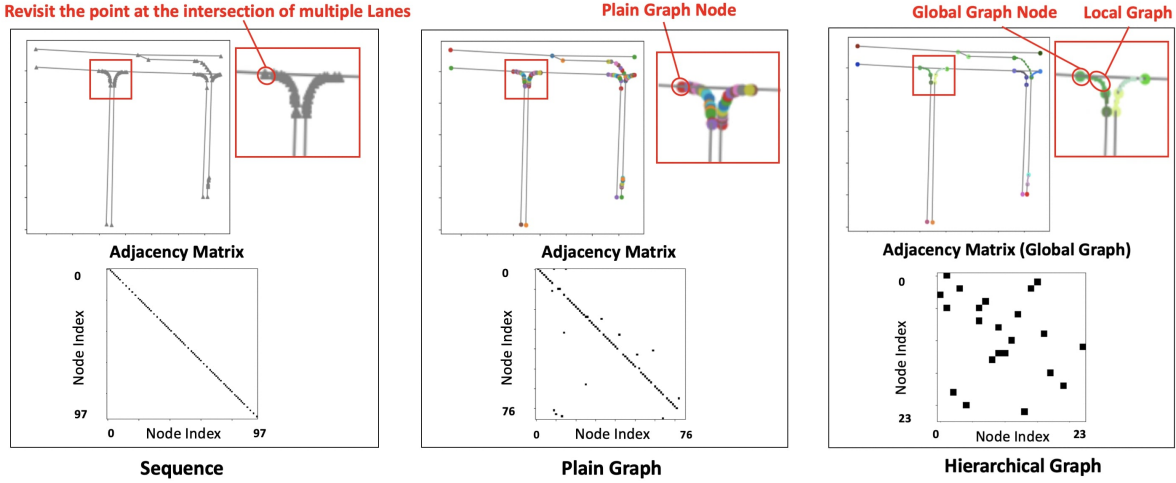 Revisit the point at the intersection of multiple Lanes
Plain Graph Node
Global Graph Node
Local Graph
Adjacency Matrix
Adjacency Matrix
Adjacency Matrix (Global Graph)
0
Node Index
97
0
Node Index
97
0
Node Index
76
0
Node Index
76
0
Node Index
23
0
Node Index
23
Sequence
Plain Graph
Hierarchical Graph